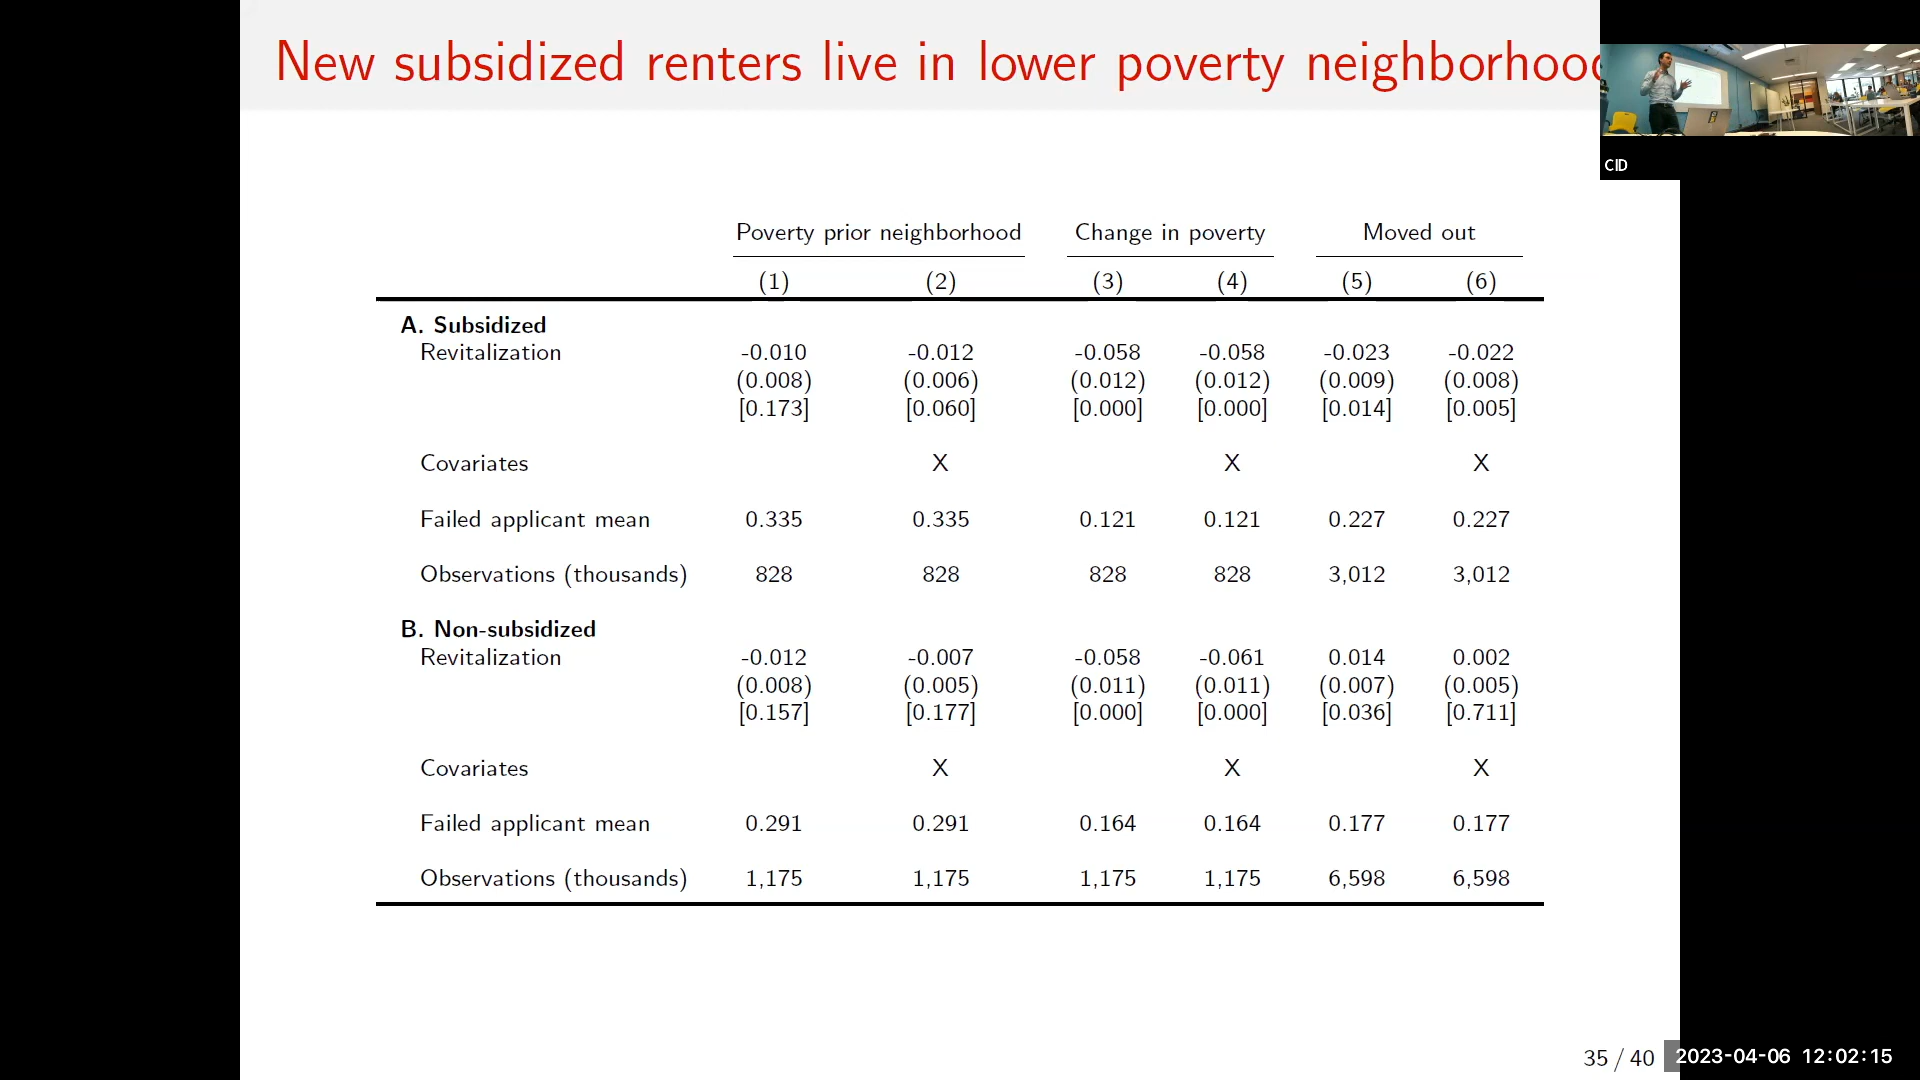 New subsidized renters live in lower poverty
CID
Poverty prior neighborhood Change in poverty Moved out
(1) (2) (3) (4) (5) (6)
A. Subsidized
Revitalization -0.010 -0.012 -0.058 -0.058 -0.023 -0.022
(0.008) (0.006) (0.012) (0.012) (0.009) (0.008)
[0.173] [0.060] [0.000] [0.000] [0.014] [0.005]
Covariates X X X
Failed applicant mean 0.335 0.335 0.121 0.121 0.227 0.227
Observations (thousands) 828 828 828 828 3,012 3,012
B. Non-subsidized
Revitalization -0.012 -0.007 -0.058 -0.061 0.014 0.002
(0.008) (0.005) (0.011) (0.011) (0.007) (0.005)
[0.157] [0.177] [0.000] [0.000] [0.036] [0.711]
Covariates X X X
Failed applicant mean 0.291 0.291 0.164 0.164 0.177 0.177
Observations (thousands) 1,175 1,175 1,175 1,175 6,598 6,598
35 / 40
2023-04-06 12:02:15